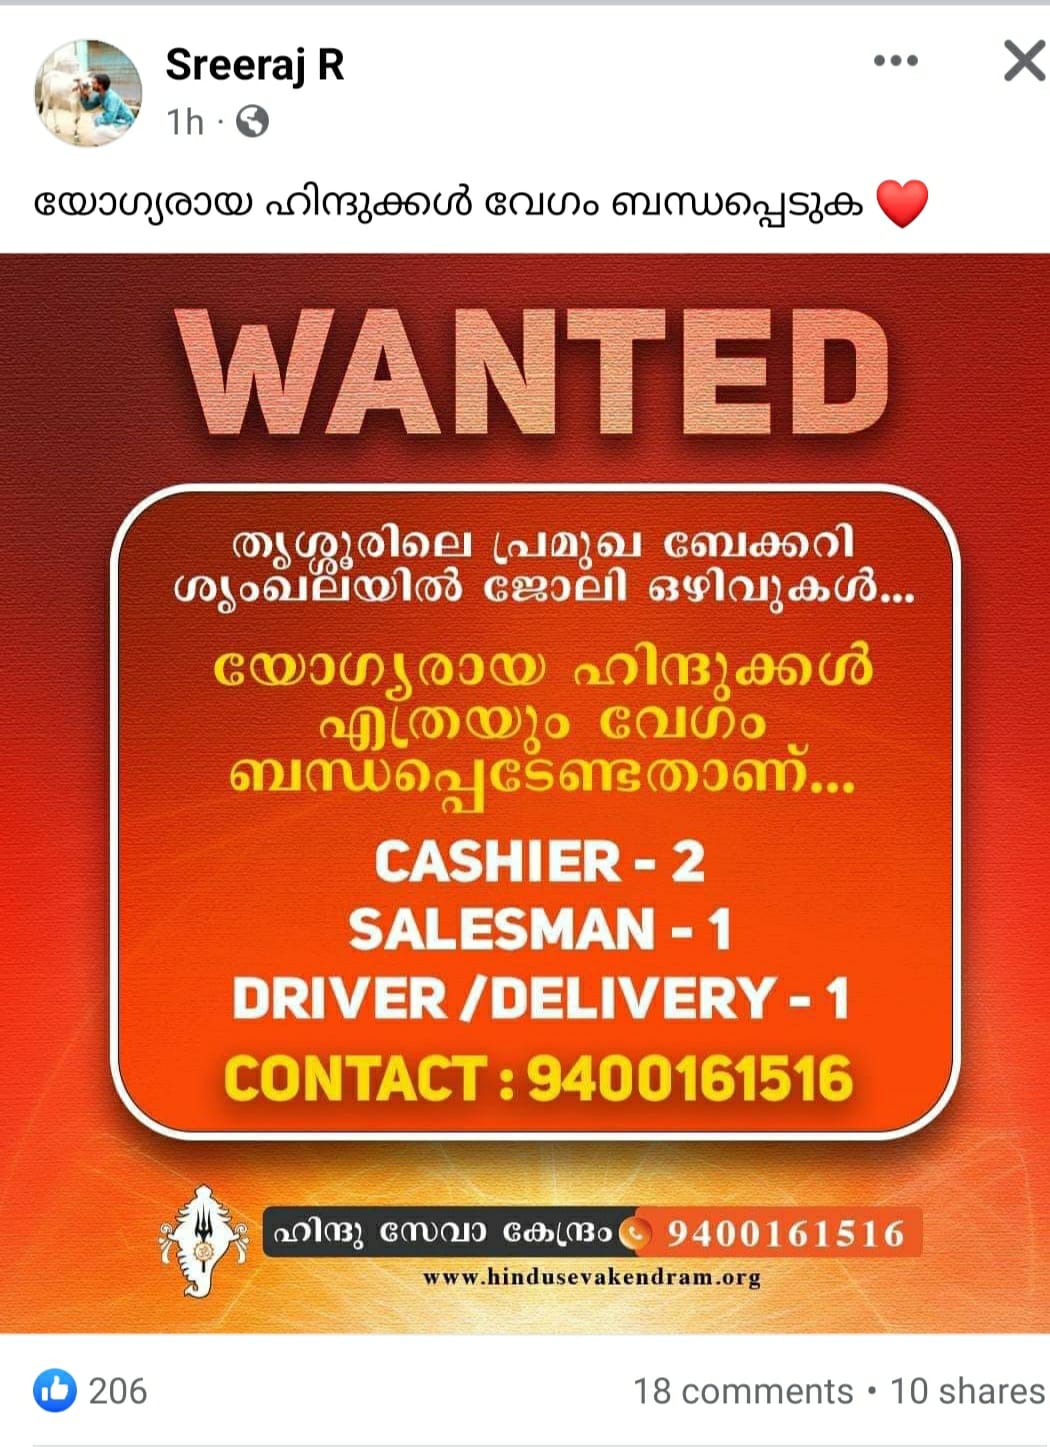 Sreeraj R
1h ·
യോഗ്യരായ ഹിന്ദുക്കൾ വേഗം ബന്ധപ്പെടുക ❤️
WANTED
തൃശ്ശൂരിലെ പ്രമുഖ ബേക്കറി
ശൃംഖലയിൽ ജോലി ഒഴിവുകൾ...
യോഗ്യരായ ഹിന്ദുക്കൾ
എത്രയും വേഗം
ബന്ധപ്പെടേണ്ടതാണ്...
CASHIER - 2
SALESMAN - 1
DRIVER /DELIVERY - 1
CONTACT : 9400161516
ഹിന്ദു സേവാ കേന്ദ്രം 9400161516
www.hindusevakendram.org
206 18 comments • 10 shares